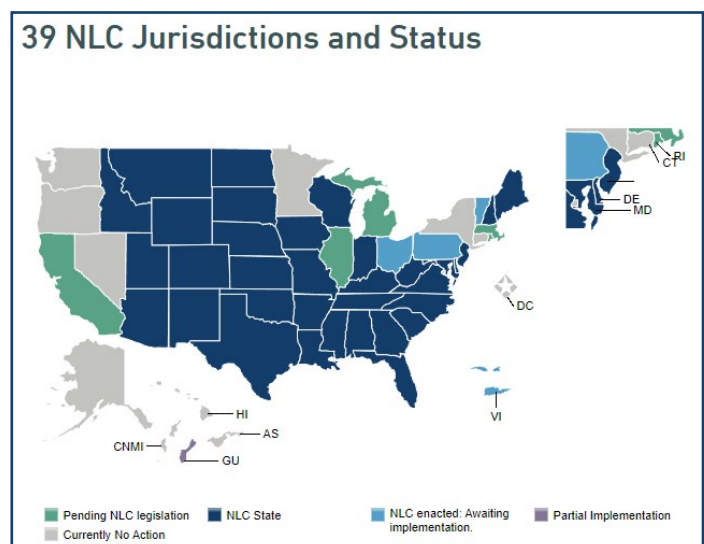 39 NLC Jurisdictions and Status
RI
CT
DE
MD
DC
VI
HI
AS
CNMI
GU
Pending NLC legislation
NLC State
NLC enacted: Awaiting
implementation.
Partial Implementation
Currently No Action